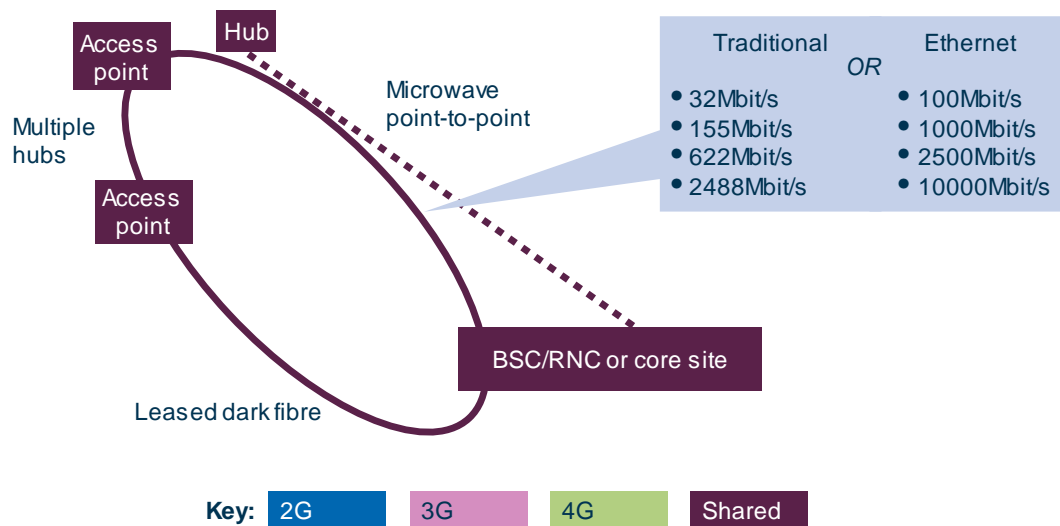 Hub
Access
point
Microwave
point-to-point
Multiple
hubs
Access
point
Traditional
OR
Ethernet
• 32Mbit/s
• 155Mbit/s
• 622Mbit/s
• 2488Mbit/s
• 100Mbit/s
• 1000Mbit/s
• 2500Mbit/s
• 10000Mbit/s
BSC/RNC or core site
Leased dark fibre
Key: 2G 3G 4G Shared